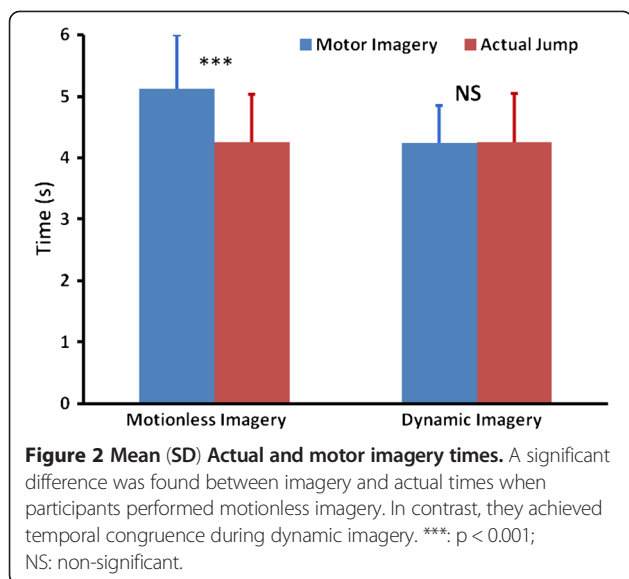 6
5
4
3
2
1
0
Time (s)
Motor Imagery
Actual Jump
***
NS
Motionless Imagery
Dynamic Imagery
Figure 2 Mean (SD) Actual and motor imagery times. A significant
difference was found between imagery and actual times when
participants performed motionless imagery. In contrast, they achieved
temporal congruence during dynamic imagery. ***: p < 0.001;
NS: non-significant.